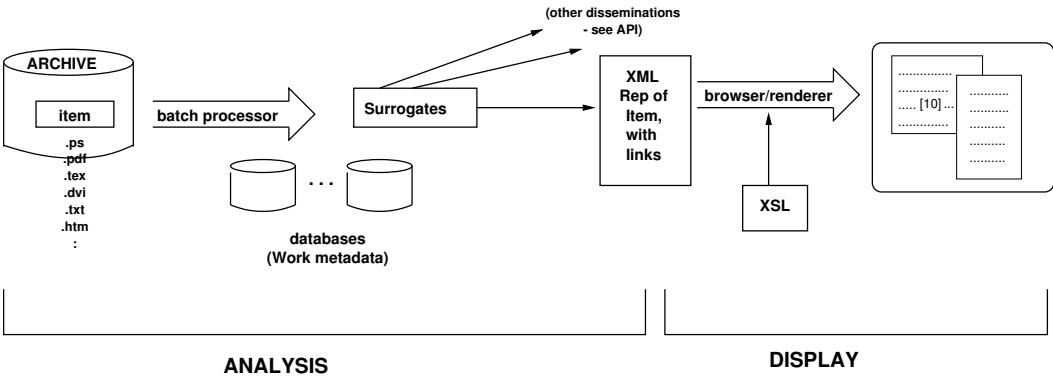 (other disseminations
- see API)
ARCHIVE
item
.ps
.pdf
.tex
.dvi
.txt
.htm
:
batch processor
Surrogates
. . .
databases
(Work metadata)
XML
Rep of
Item,
with
links
browser/renderer
XSL
...............
..... [10] ...
...............
..........
..........
..........
..........
..........
ANALYSIS
DISPLAY